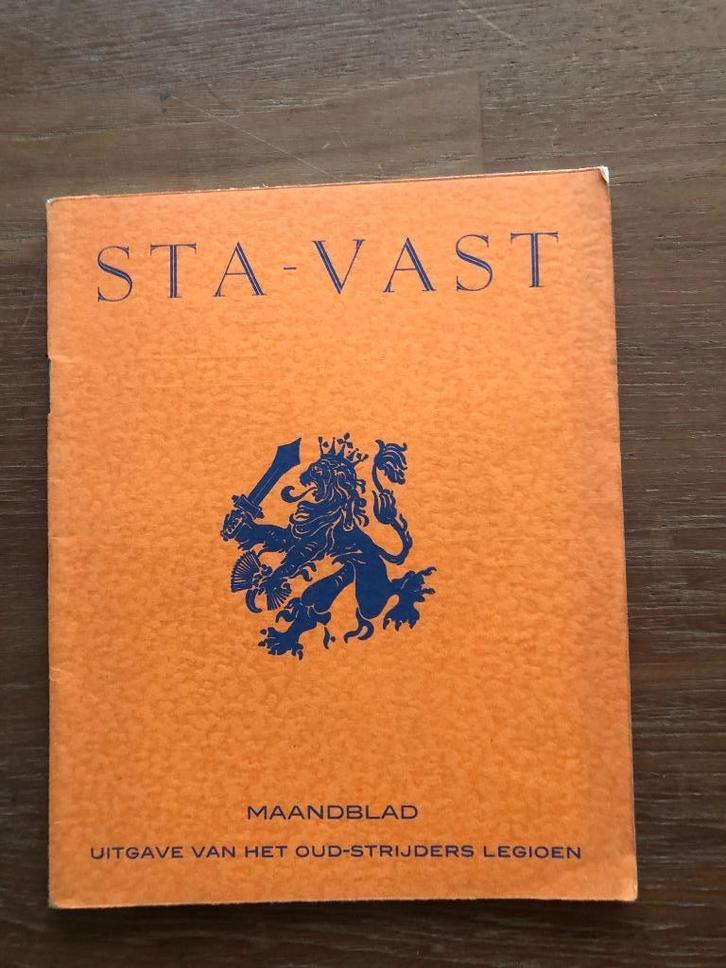 STA-VAST
MAANDBLAD
UITGAVE VAN HET OUD-STRIJDERS LEGIOEN